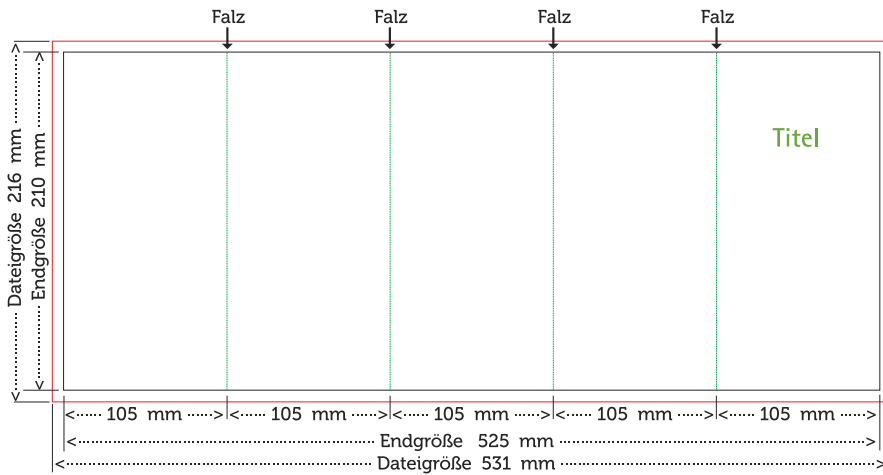 Falz Falz Falz Falz
Titel
Dateigröße 216 mm
Endgröße 210 mm
105 mm 105 mm 105 mm 105 mm 105 mm
Endgröße 525 mm
Dateigröße 531 mm